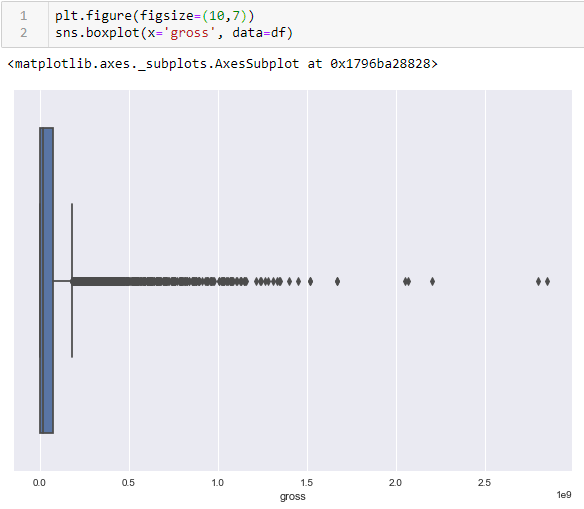 1 plt.figure(figsize=(10,7))
2 sns.boxplot(x='gross', data=df)
<matplotlib.axes._subplots.AxesSubplot at 0x1796ba28828>
0.0 0.5 1.0 1.5 2.0 2.5
gross
1e9